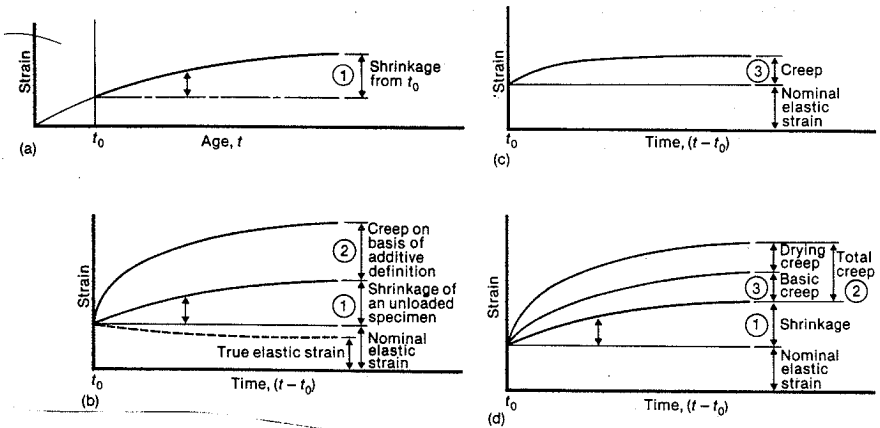 Strain
1
Shrinkage
from t₀
t₀
Age, t
(a)
Strain
3
Creep
Nominal
elastic
strain
t₀
Time, (t – t₀)
(c)
Strain
2
Creep on
basis of
additive
definition
1
Shrinkage of
an unloaded
specimen
True elastic strain
Nominal
elastic
strain
t₀
Time, (t – t₀)
(b)
Strain
Drying
creep
3
Basic
creep
Total
creep
2
1
Shrinkage
Nominal
elastic
strain
t₀
Time, (t – t₀)
(d)